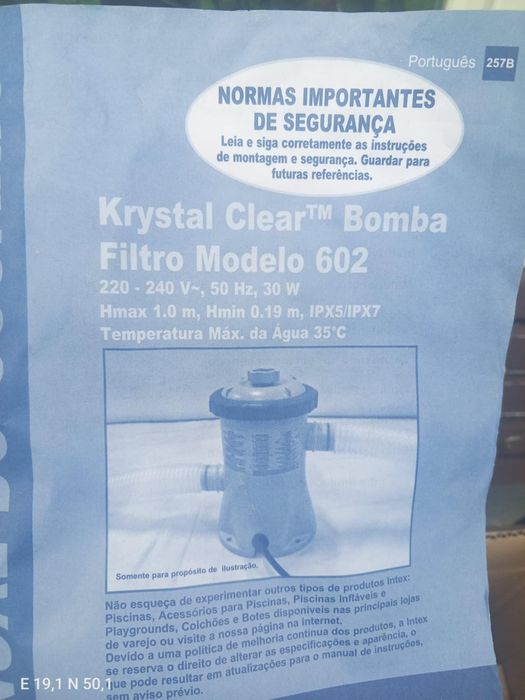 Português 257B
NORMAS IMPORTANTES
DE SEGURANÇA
Leia e siga corretamente as instruções
de montagem e segurança. Guardar para
futuras referências.
Krystal Clear™ Bomba
Filtro Modelo 602
220 - 240 V~, 50 Hz, 30 W
Hmax 1.0 m, Hmin 0.19 m, IPX5/IPX7
Temperatura Máx. da Água 35°C
Somente para propósito de ilustração.
Não esqueça de experimentar outros tipos de produtos Intex:
Piscinas, Acessórios para Piscinas, Piscinas Infláveis e
Playgrounds, Colchões e Botes disponíveis nas principais lojas
de varejo ou visite a nossa página na internet.
Devido a uma política de melhoria continua dos produtos, a Intex
se reserva o direito de alterar as especificações e aparência, o
que pode resultar em atualizações para o manual de instruções,
sem aviso prévio.
E 19,1 N 50,1